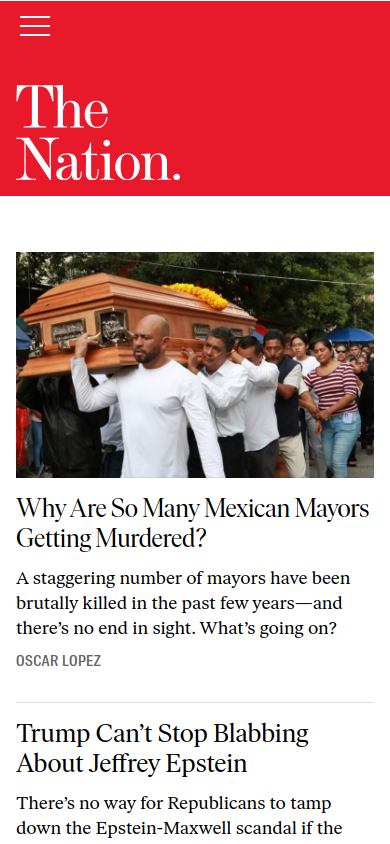 The
Nation.
Why Are So Many Mexican Mayors
Getting Murdered?
A staggering number of mayors have been
brutally killed in the past few years—and
there’s no end in sight. What’s going on?
OSCAR LOPEZ
Trump Can’t Stop Blabbing
About Jeffrey Epstein
There’s no way for Republicans to tamp
down the Epstein-Maxwell scandal if the